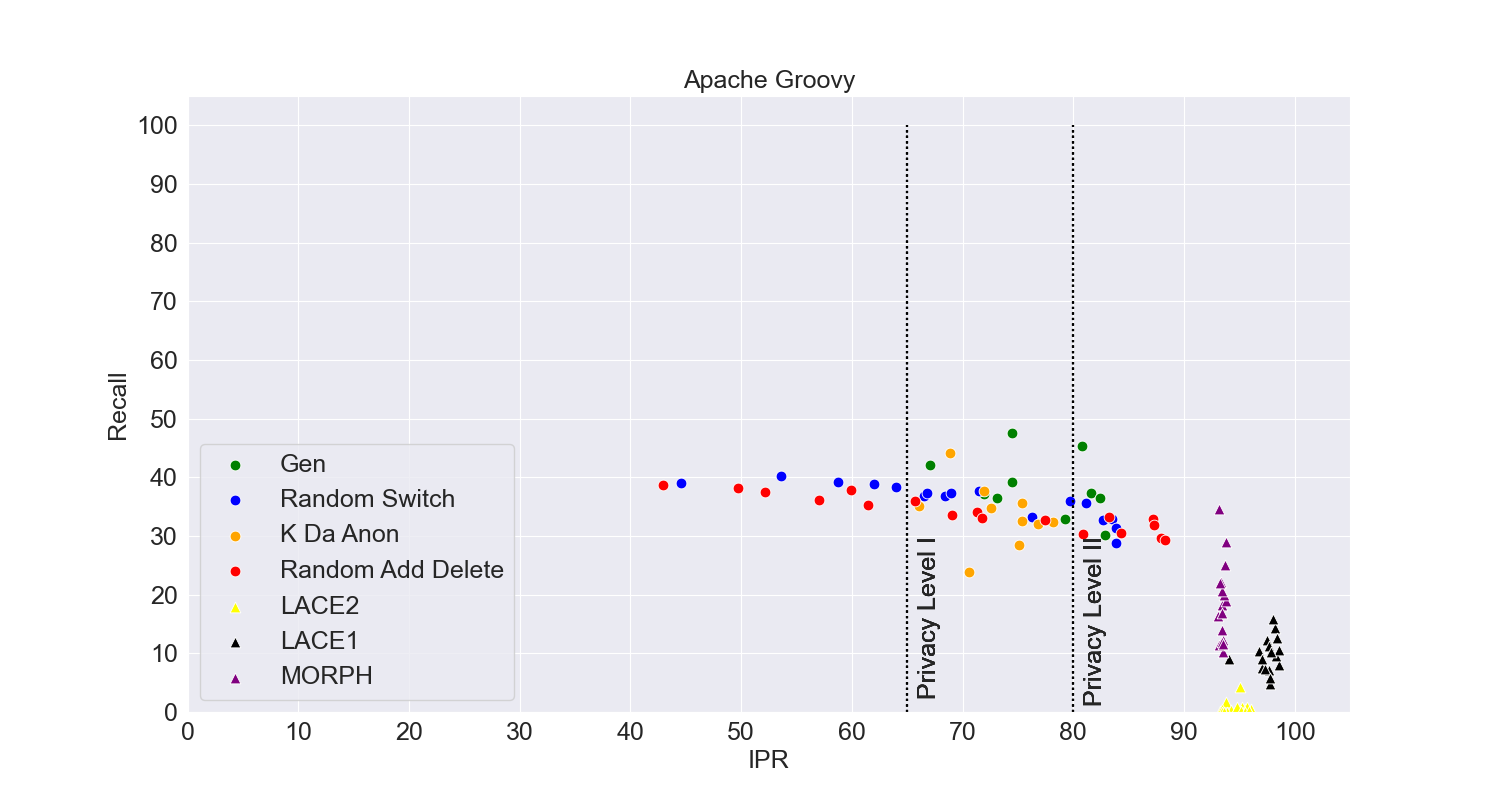 Apache Groovy
100
90
80
70
60
50
40
30
20
10
0
Recall
Gen
Random Switch
K Da Anon
Random Add Delete
LACE2
LACE1
MORPH
Privacy Level I
Privacy Level II
0 10 20 30 40 50 60 70 80 90 100
IPR